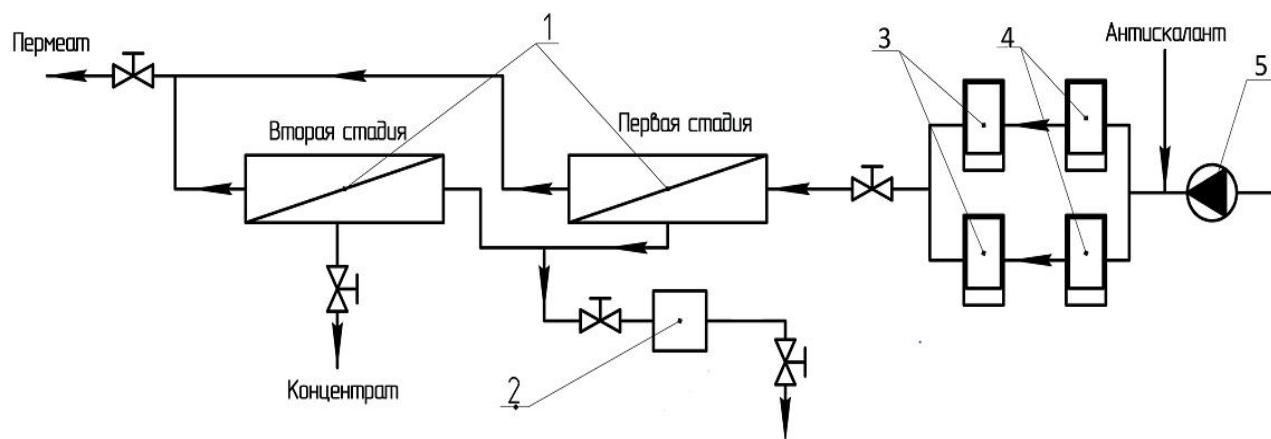 Пермеат
1
3
4
Антискалант
5
Вторая стадия
Первая стадия
2
Концентрат